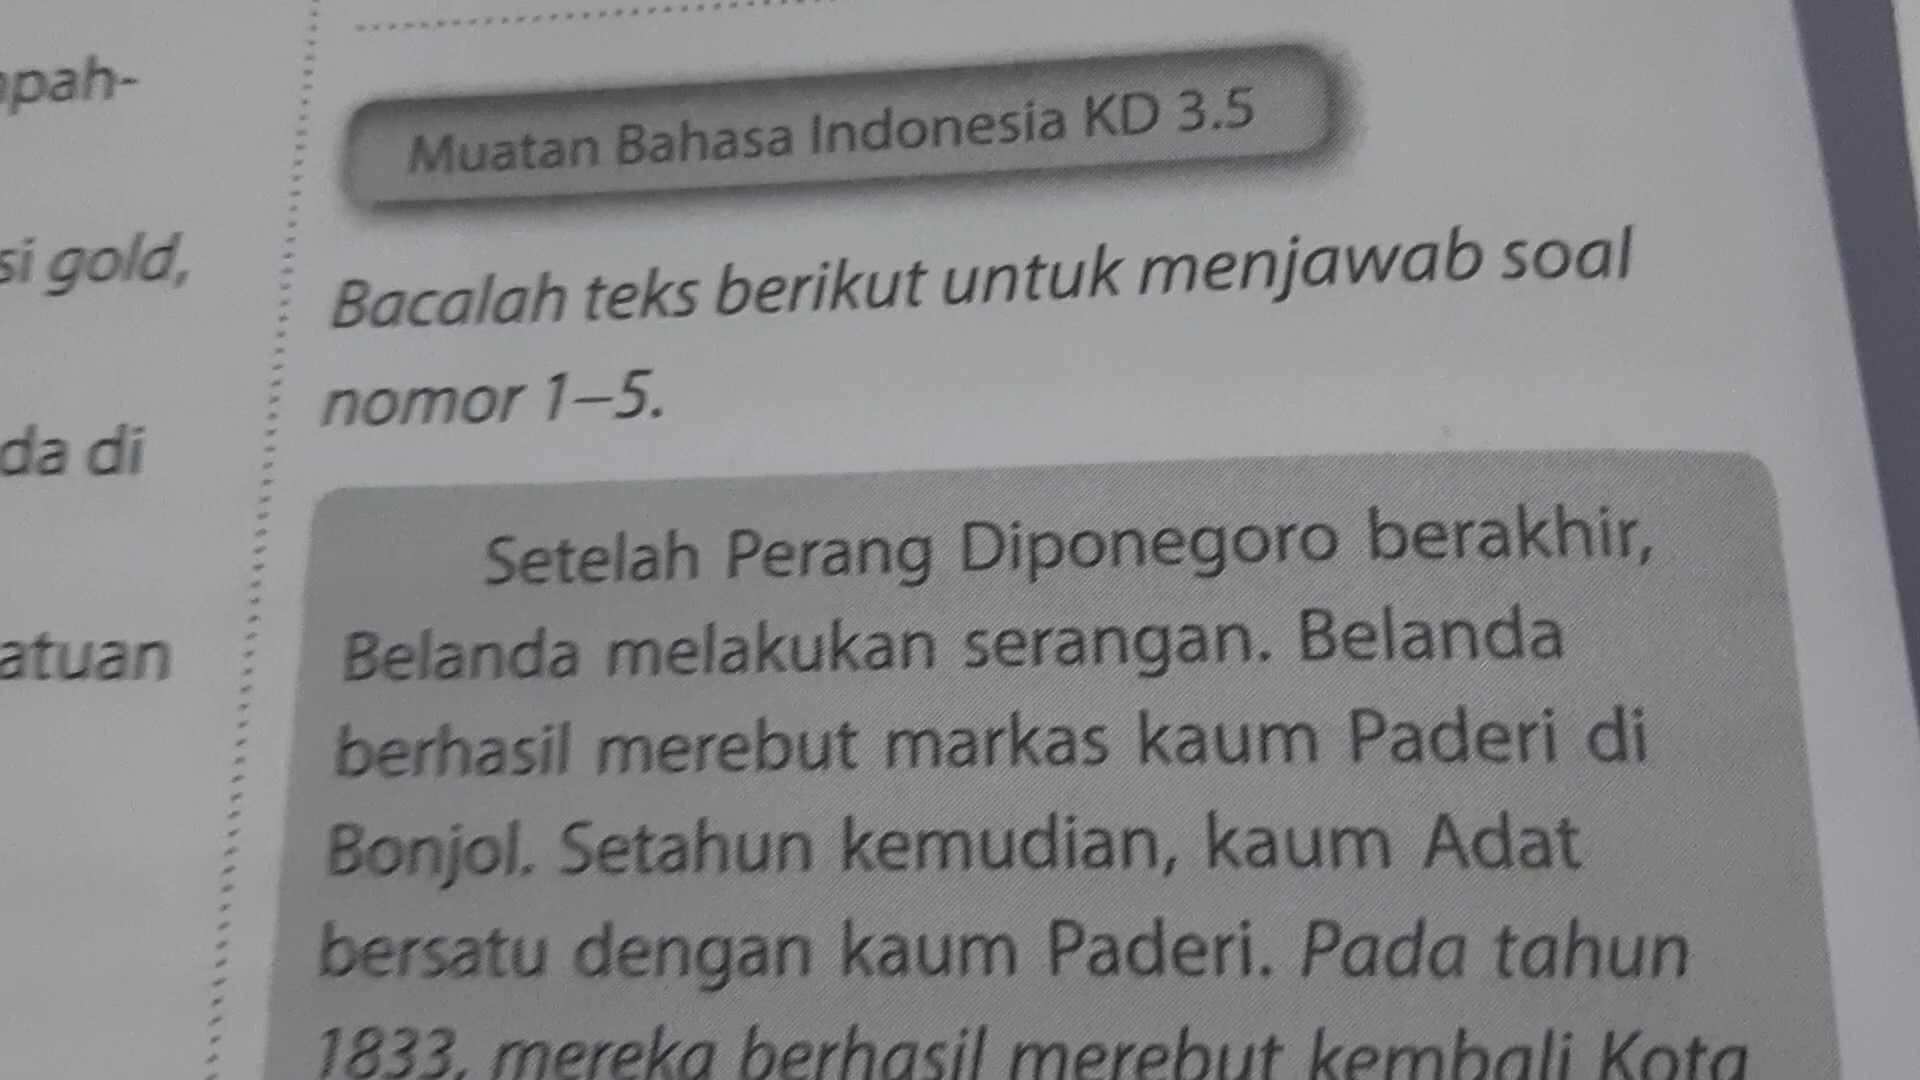 pah-
si gold,
da di
atuan
Muatan Bahasa Indonesia KD 3.5
Bacalah teks berikut untuk menjawab soal
nomor 1–5.
Setelah Perang Diponegoro berakhir,
Belanda melakukan serangan. Belanda
berhasil merebut markas kaum Paderi di
Bonjol. Setahun kemudian, kaum Adat
bersatu dengan kaum Paderi. Pada tahun
1833, mereka berhasil merebut kembali Kota